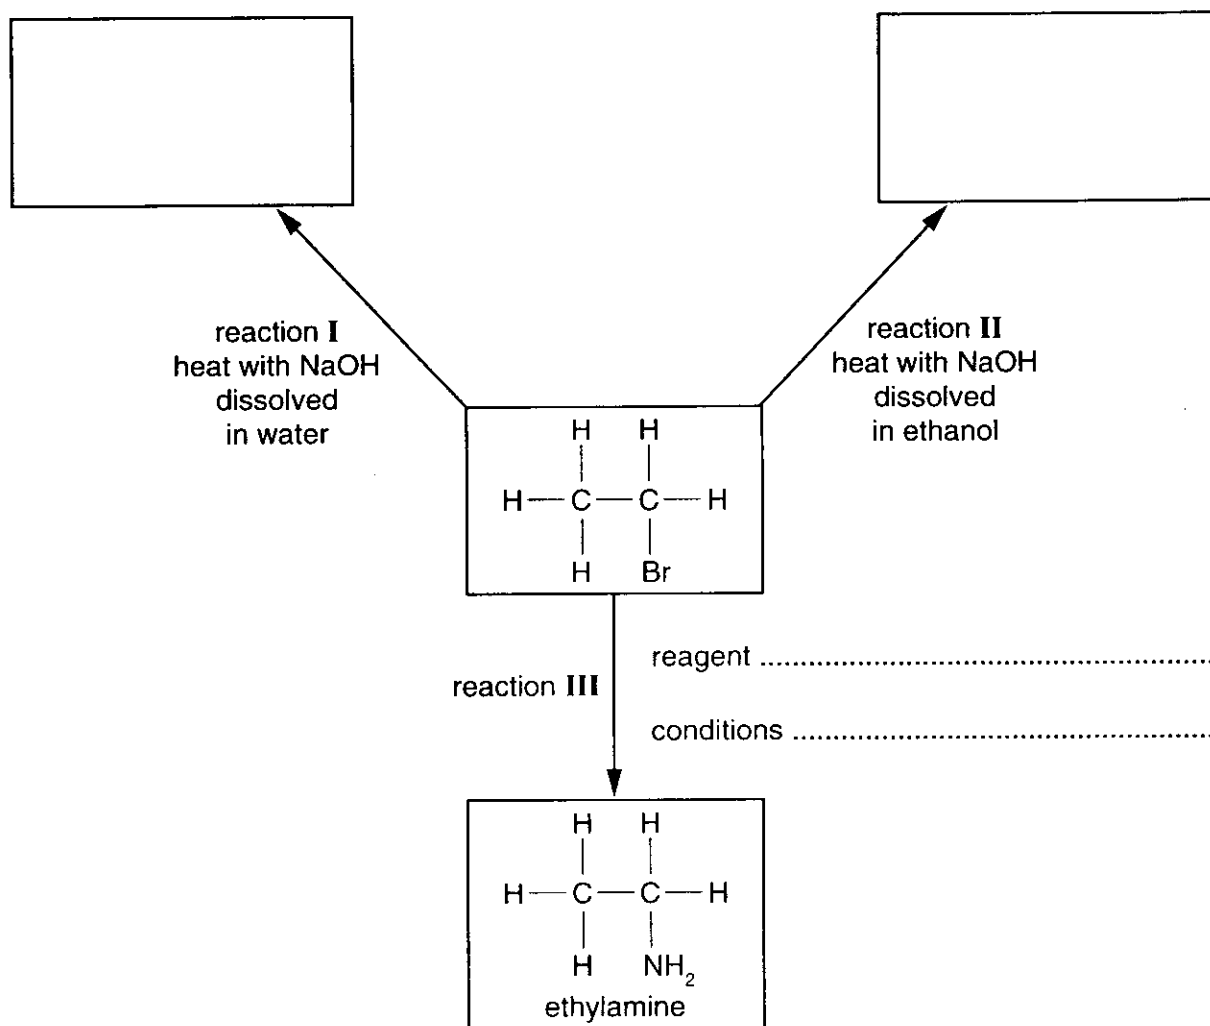 reaction I
heat with NaOH
dissolved
in water
reaction II
heat with NaOH
dissolved
in ethanol
H H
H C C H
H Br
reaction III
reagent ..........................................................
conditions ......................................................
H H
H C C H
H NH₂
ethylamine